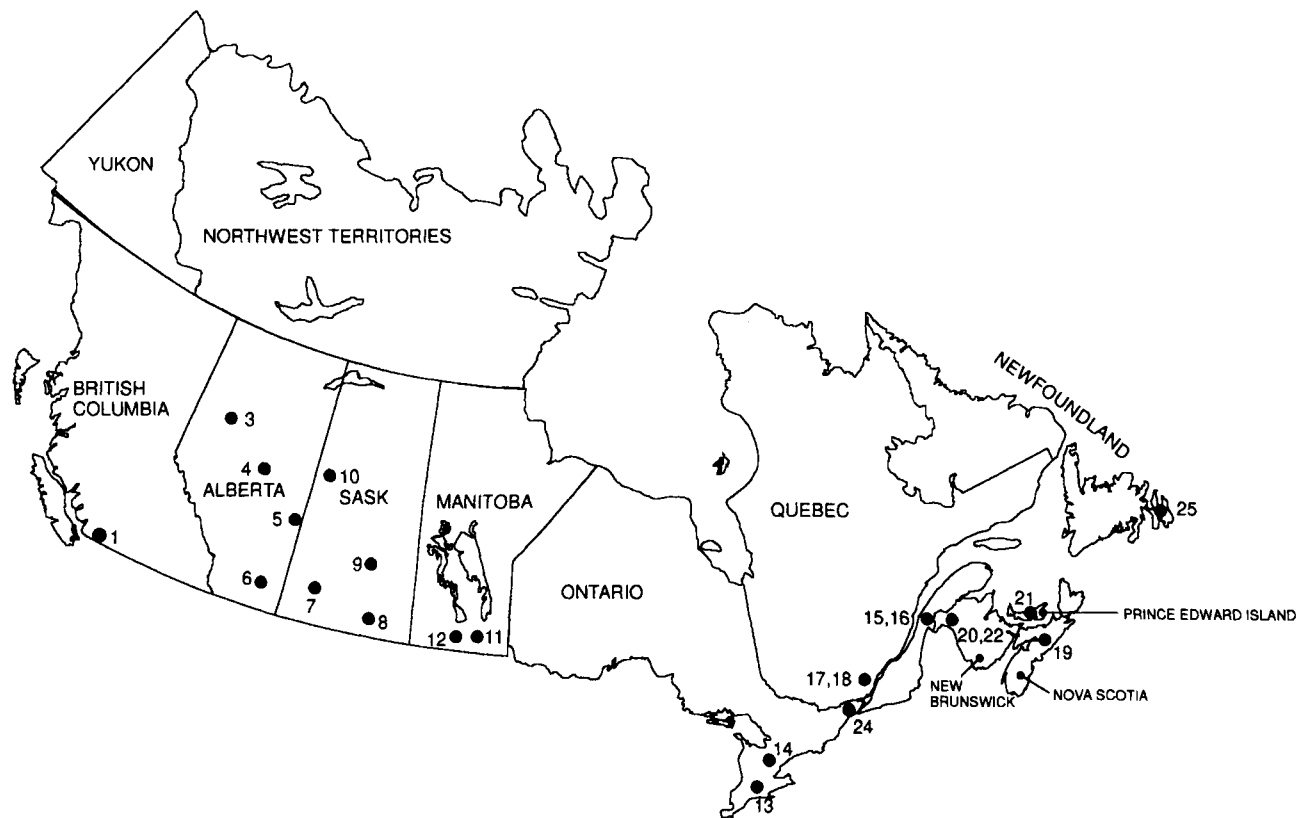 YUKON
NORTHWEST TERRITORIES
BRITISH
COLUMBIA
3
4
ALBERTA
10
SASK
MANITOBA
5
1
6
7
9
8
12
11
ONTARIO
QUEBEC
NEWFOUNDLAND
25
15,16
20,22
21
PRINCE EDWARD ISLAND
19
17,18
NEW
BRUNSWICK
NOVA SCOTIA
24
14
13